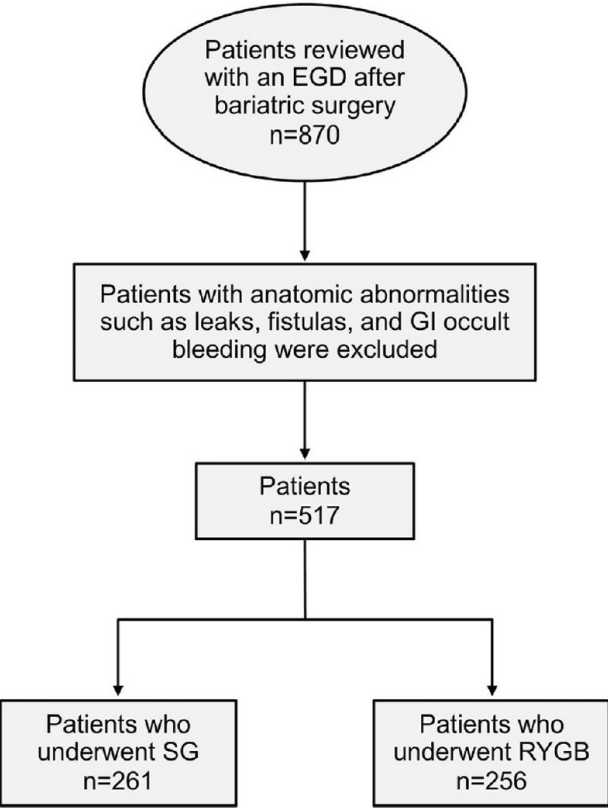 Patients reviewed
with an EGD after
bariatric surgery
n=870
Patients with anatomic abnormalities
such as leaks, fistulas, and GI occult
bleeding were excluded
Patients
n=517
Patients who
underwent SG
n=261
Patients who
underwent RYGB
n=256